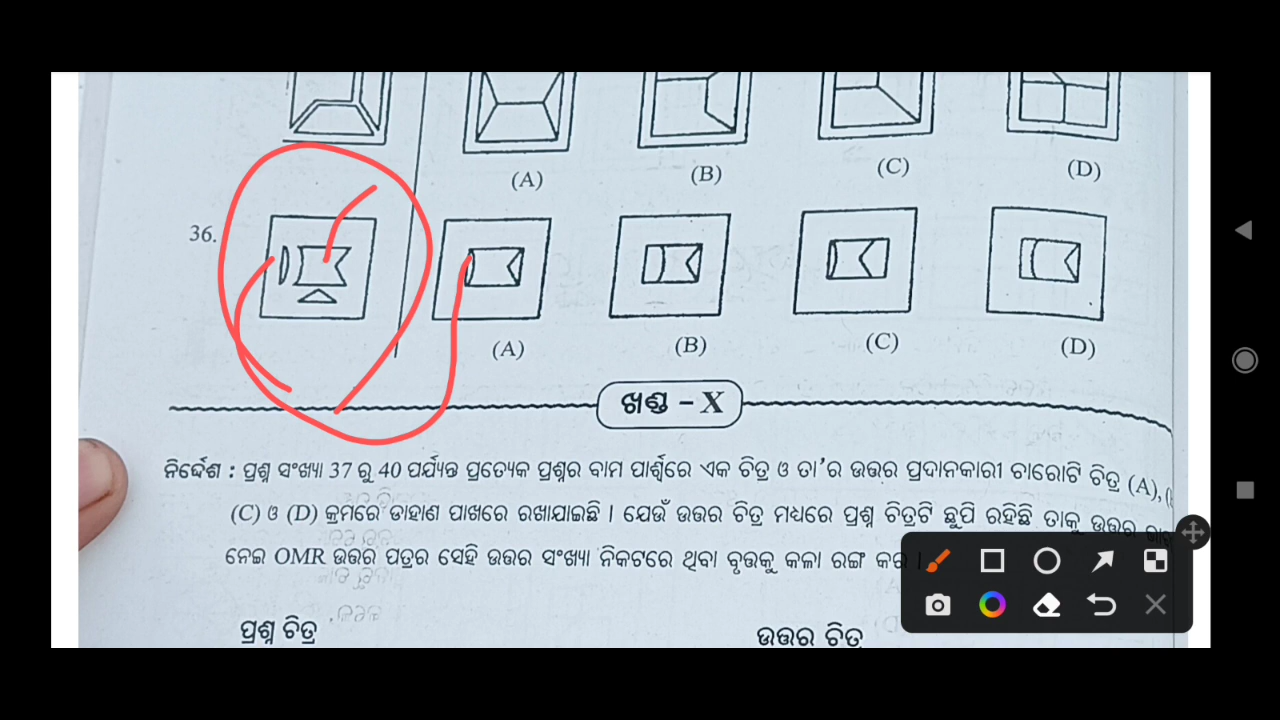 (A) (B) (C) (D)
36.
(A) (B) (C) (D)
ଖଣ୍ଡ – X
ନିର୍ଦ୍ଦେଶ : ପ୍ରଶ୍ନ ସଂଖ୍ୟା 37 ରୁ 40 ପର୍ଯ୍ୟନ୍ତ ପ୍ରତ୍ୟେକ ପ୍ରଶ୍ନର ବାମ ପାର୍ଶ୍ୱରେ ଏକ ଚିତ୍ର ଓ ତା'ର ଉତ୍ତର ପ୍ରଦାନକାରୀ ଚାରୋଟି ଚିତ୍ର (A),
(C) ଓ (D) କ୍ରମରେ ଡାହାଣ ପାଖରେ ରଖାଯାଇଛି । ଯେଉଁ ଉତ୍ତର ଚିତ୍ର ମଧ୍ୟରେ ପ୍ରଶ୍ନ ଚିତ୍ରଟି ଛୁପି ରହିଛି ତାକୁ ଉତ୍ତର
ନେଇ OMR ଉତ୍ତର ପତ୍ରର ସେହି ଉତ୍ତର ସଂଖ୍ୟା ନିକଟରେ ଥିବା ବୃତ୍ତକୁ କଳା ରଙ୍ଗ କର ।
ପ୍ରଶ୍ନ ଚିତ୍ର ଉତ୍ତର ଚିତ୍ର